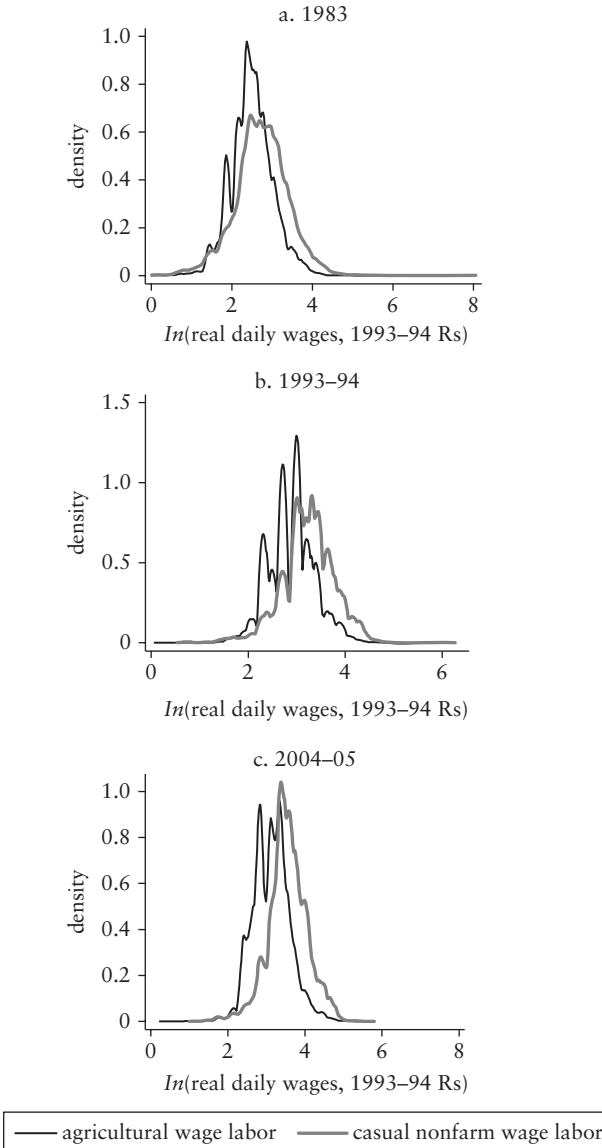 a. 1983
1.0
0.8
0.6
0.4
0.2
0
density
0 2 4 6 8
In(real daily wages, 1993–94 Rs)
b. 1993–94
1.5
1.0
0.5
0
density
0 2 4 6
In(real daily wages, 1993–94 Rs)
c. 2004–05
1.0
0.8
0.6
0.4
0.2
0
density
0 2 4 6 8
In(real daily wages, 1993–94 Rs)
agricultural wage labor casual nonfarm wage labor